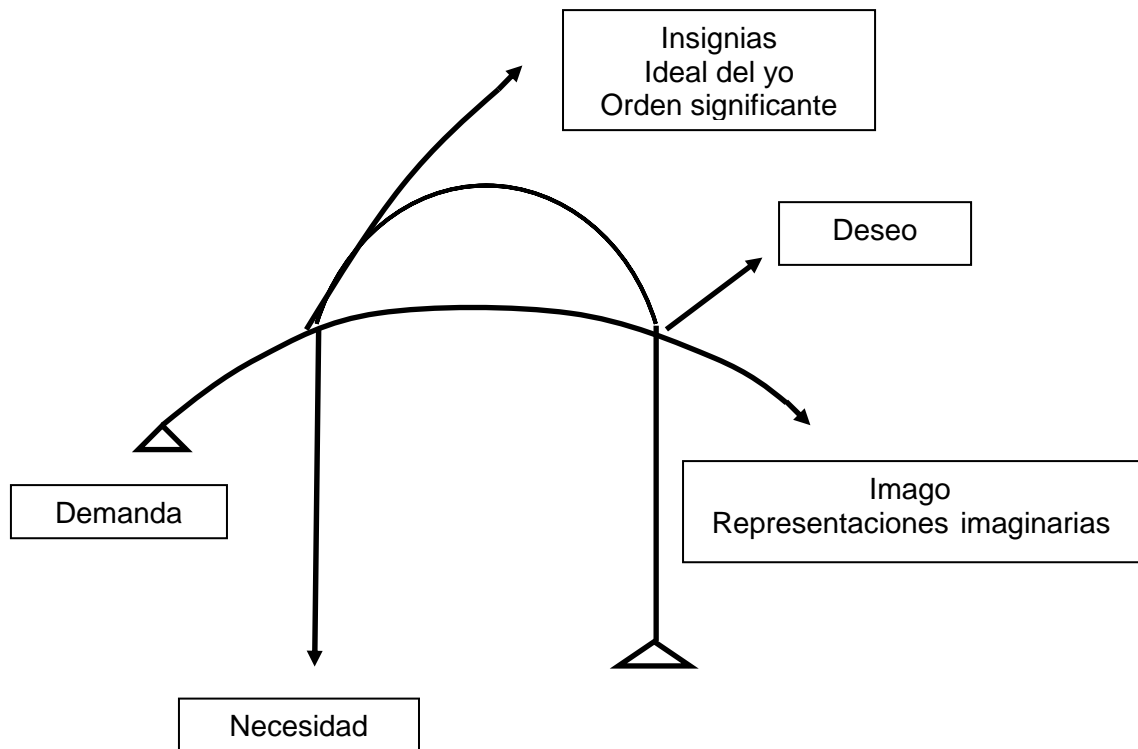 Insignias
Ideal del yo
Orden significante
Deseo
Imago
Representaciones imaginarias
Demanda
Necesidad